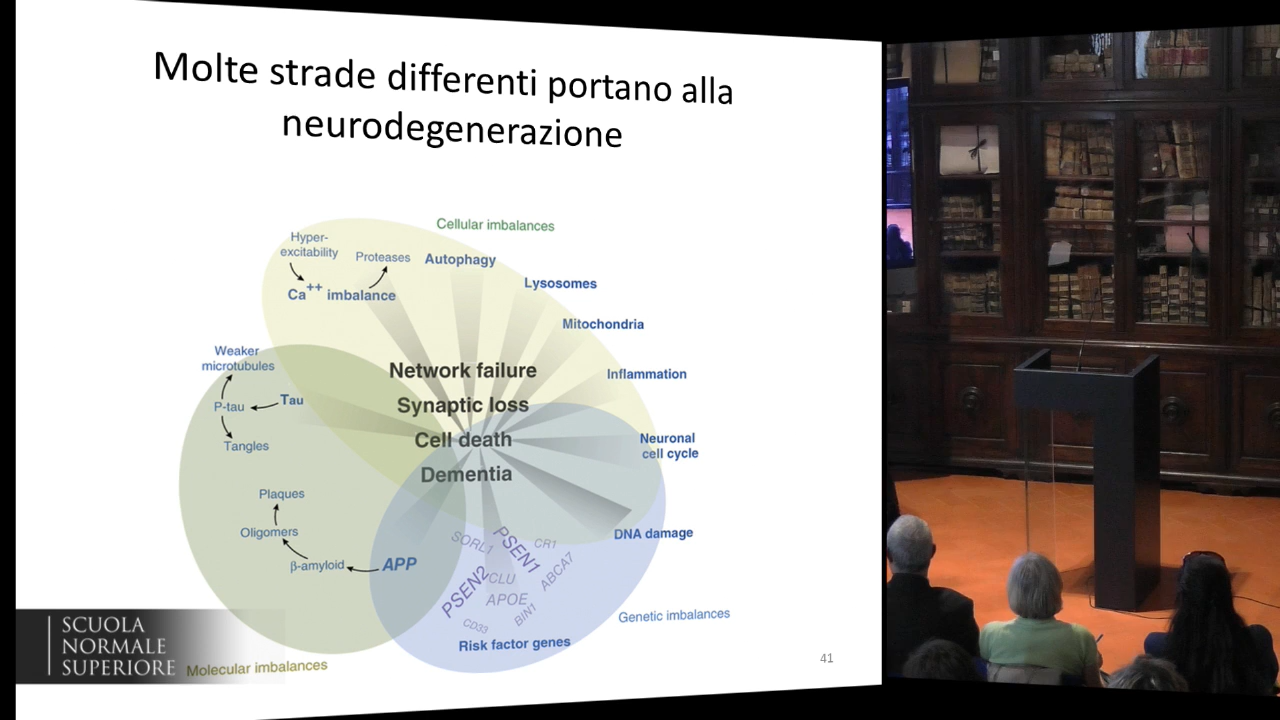 Molte strade differenti portano alla
neurodegenerazione
Cellular imbalances
Hyper-
excitability
Proteases
Autophagy
Ca++ imbalance
Lysosomes
Mitochondria
Weaker
microtubules
Inflammation
Network failure
Synaptic loss
Cell death
Dementia
P-tau
Tau
Tangles
Neuronal
cell cycle
Plaques
Oligomers
β-amyloid
APP
DNA damage
SORL1
PSEN1
CR1
ABCA7
PSEN2
CLU
APOE
BIN1
CD33
Risk factor genes
Genetic imbalances
Molecular imbalances
41
SCUOLA
NORMALE
SUPERIORE